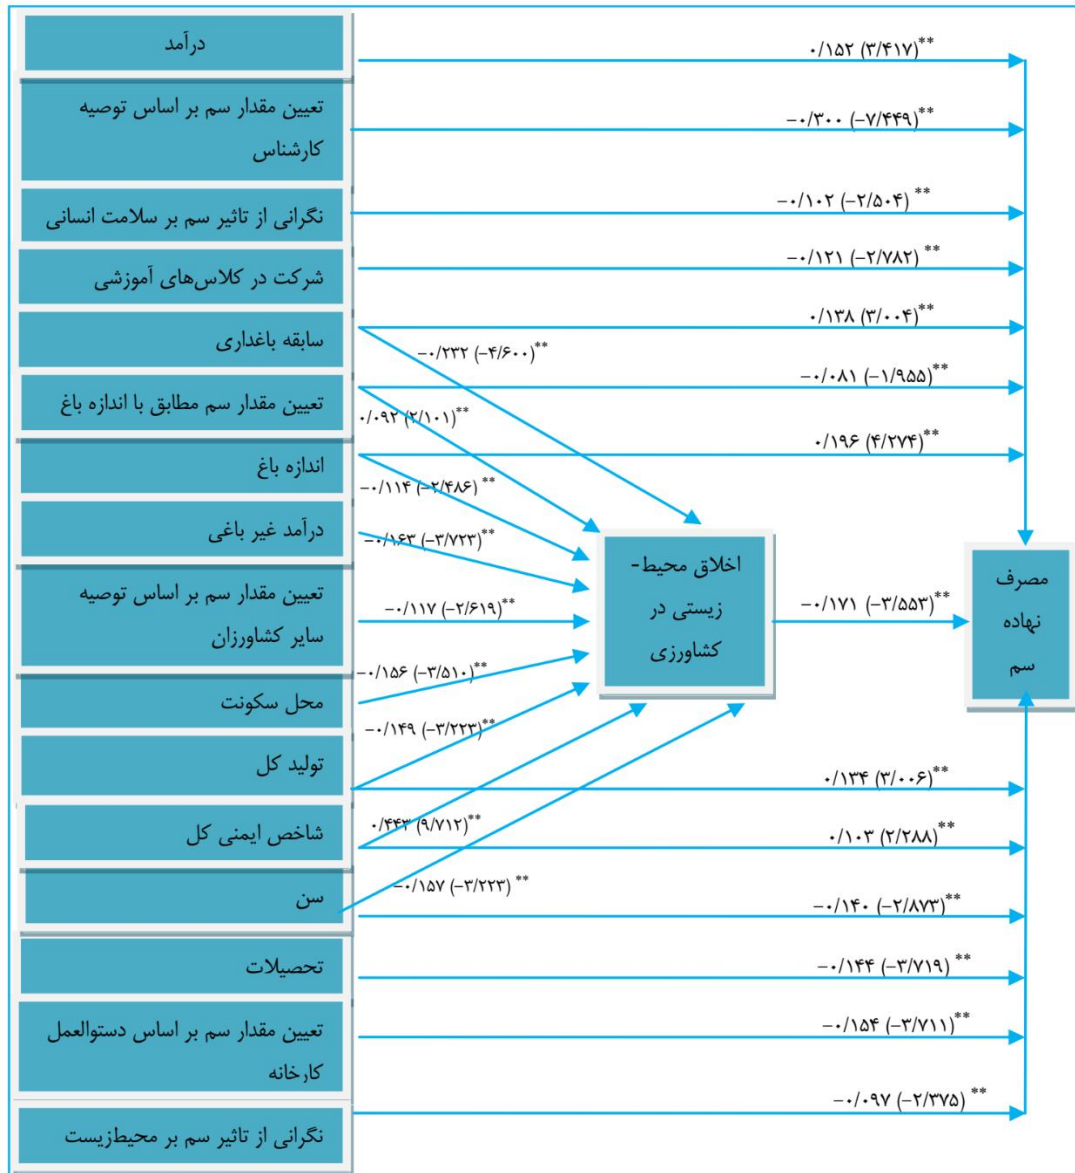 درآمد
۰/۱۵۲ (۳/۴۱۷)**
تعیین مقدار سم بر اساس توصیه
کارشناس
−۰/۳۰۰ (−۷/۴۴۹)**
نگرانی از تاثیر سم بر سلامت انسانی
−۰/۱۰۲ (−۲/۵۰۴) **
شرکت در کلاس‌های آموزشی
−۰/۱۲۱ (−۲/۷۸۲) **
سابقه باغداری
۰/۱۳۸ (۳/۰۰۴)**
−۰/۲۳۲ (−۴/۶۰۰)**
تعیین مقدار سم مطابق با اندازه باغ
−۰/۰۸۱ (−۱/۹۵۵)**
۰/۰۹۲ (۲/۱۰۱)**
اندازه باغ
۰/۱۹۶ (۴/۲۷۴)**
−۰/۱۱۴ (−۲/۴۸۶) **
درآمد غیر باغی
−۰/۱۶۳ (−۳/۷۲۳)**
تعیین مقدار سم بر اساس توصیه
سایر کشاورزان
−۰/۱۱۷ (−۲/۶۱۹)**
اخلاق محیط-
زیستی در
کشاورزی
−۰/۱۷۱ (−۳/۵۵۳)**
مصرف
نهاده
سم
محل سکونت
−۰/۱۵۶ (−۳/۵۱۰)**
تولید کل
−۰/۱۴۹ (−۳/۲۲۳)**
۰/۱۳۴ (۳/۰۰۶)**
شاخص ایمنی کل
۰/۴۴۳ (۹/۷۱۲)**
۰/۱۰۳ (۲/۲۸۸)**
سن
−۰/۱۵۷ (−۳/۲۲۳) **
−۰/۱۴۰ (−۲/۸۷۳)**
تحصیلات
−۰/۱۴۴ (−۳/۷۱۹) **
تعیین مقدار سم بر اساس دستوالعمل
کارخانه
−۰/۱۵۴ (−۳/۷۱۱)**
نگرانی از تاثیر سم بر محیط‌زیست
−۰/۰۹۷ (−۲/۳۷۵) **